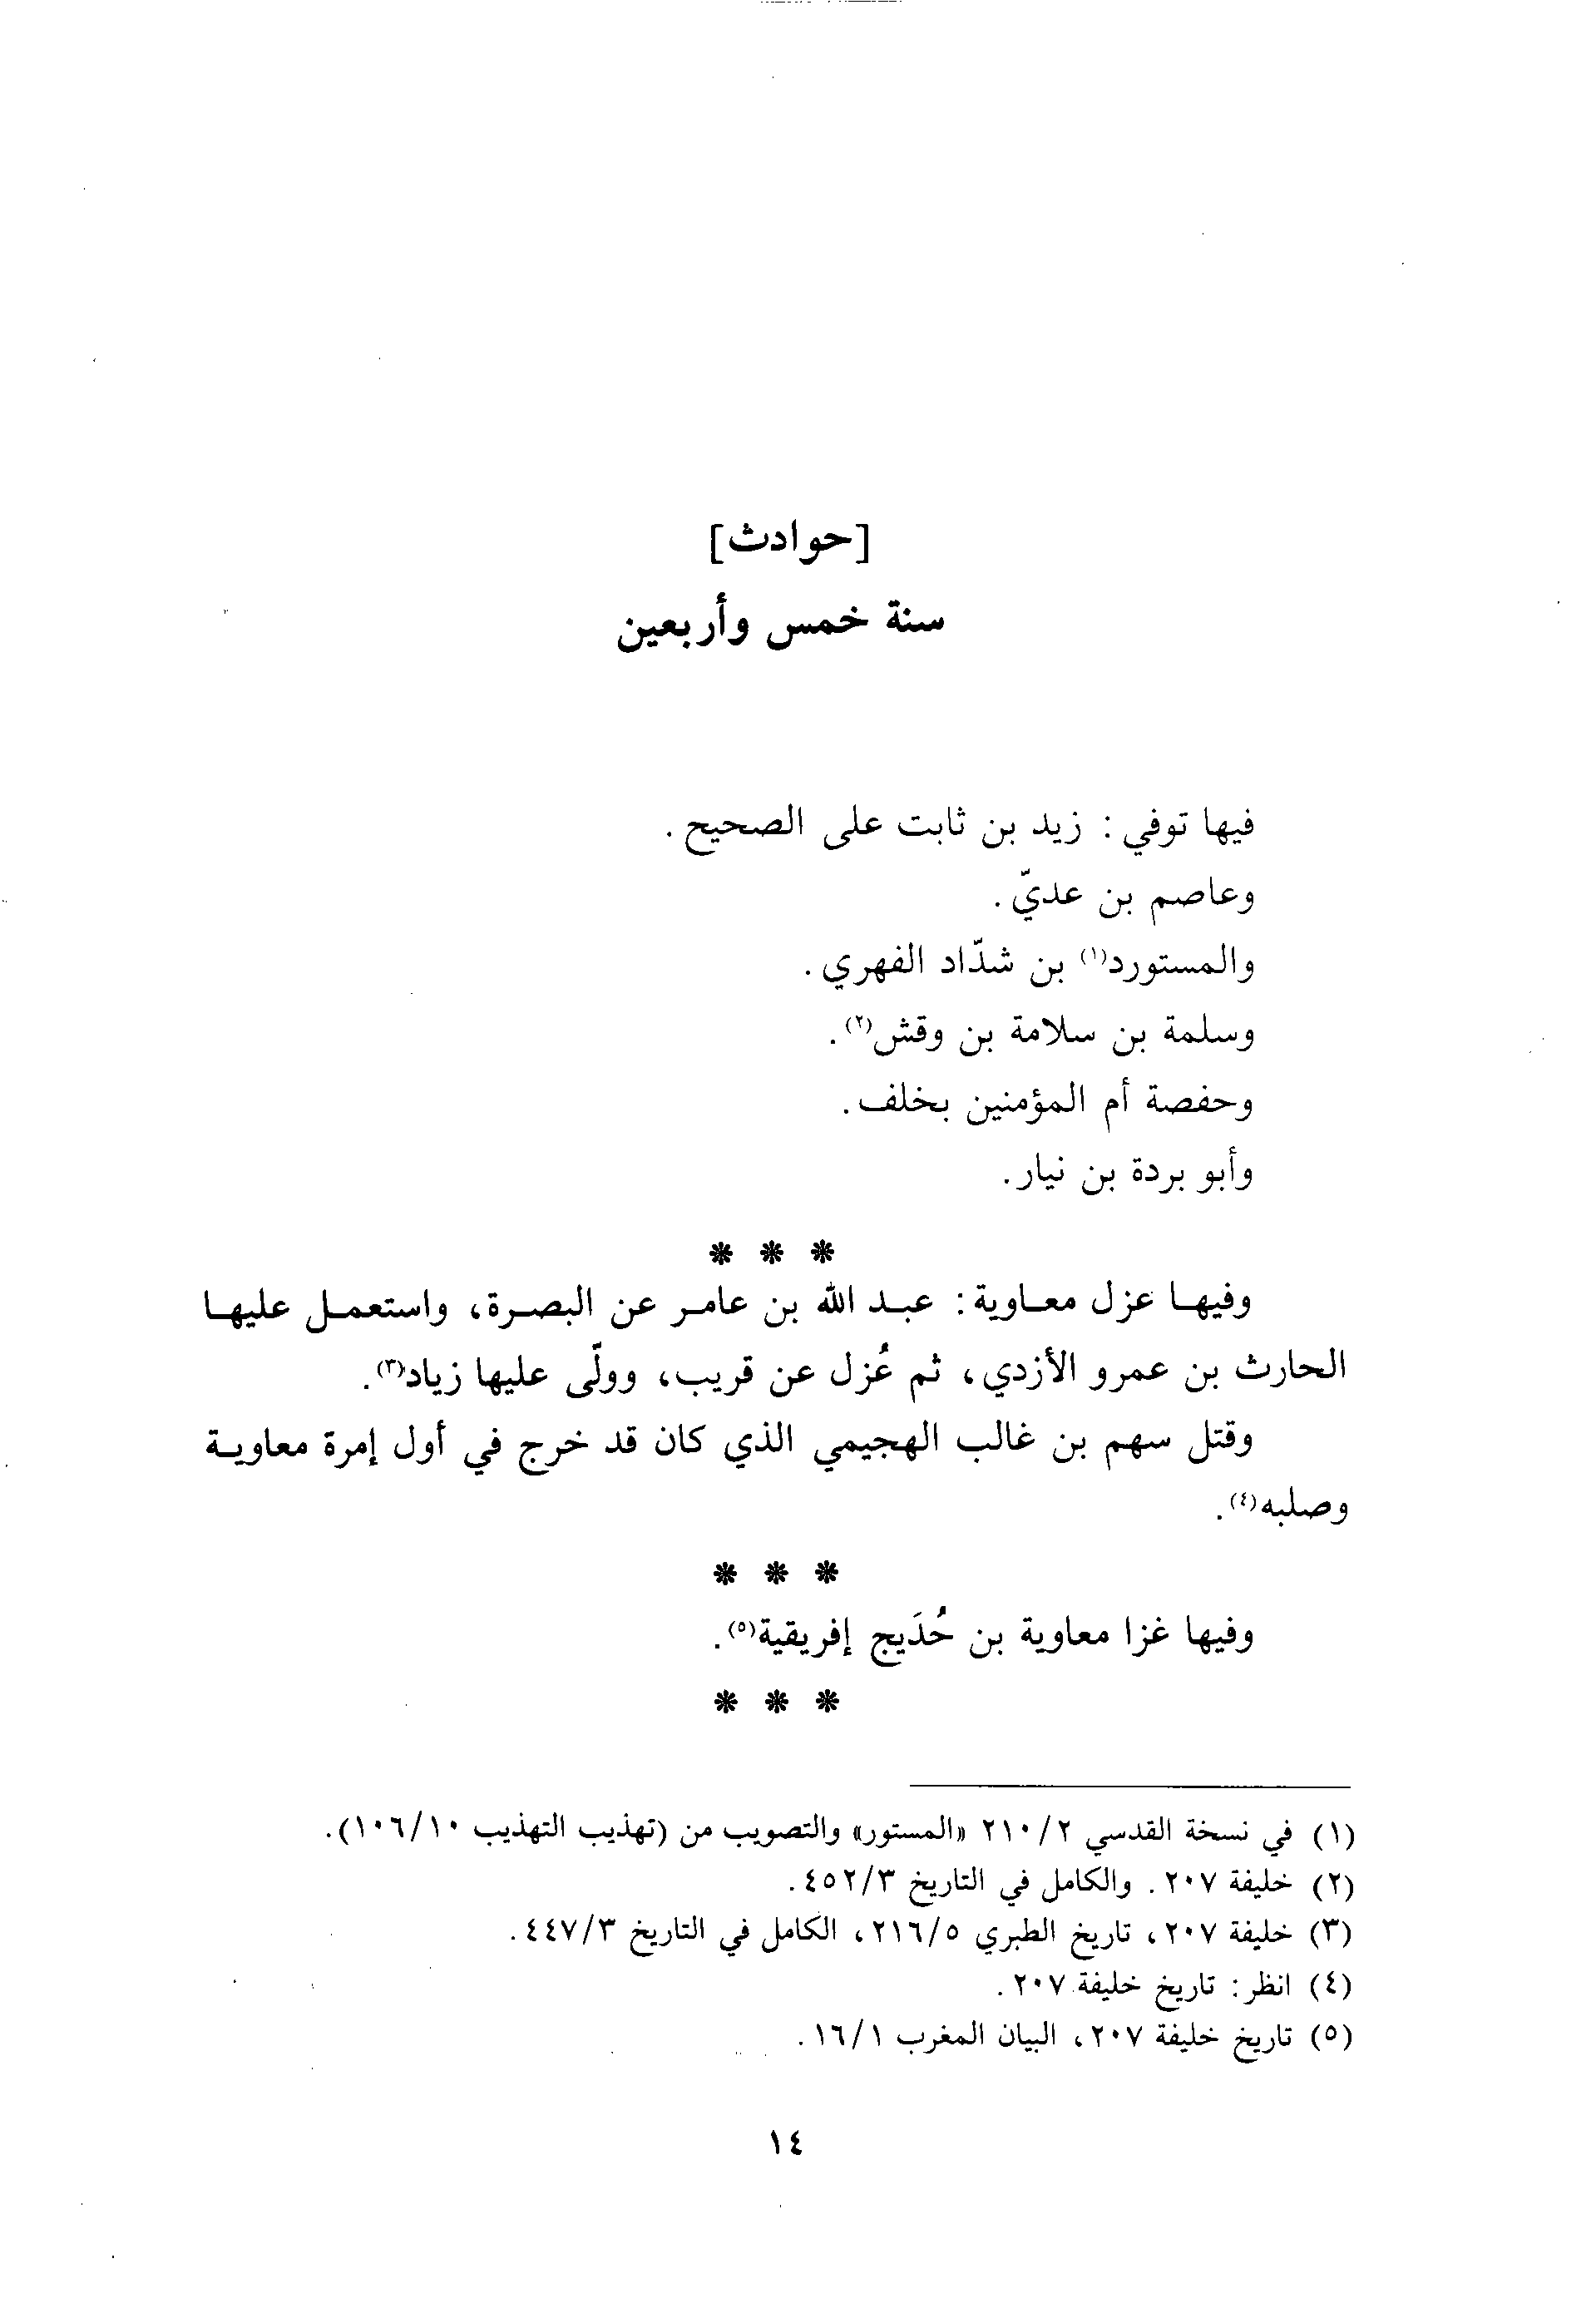 [حوادث]
سنة خمس وأربعين
فيها توفي: زيد بن ثابت على الصحيح.
وعاصم بن عديّ.
والمستورد(١) بن شدّاد الفهري.
وسلمة بن سلامة بن وقش(٢).
وحفصة أم المؤمنين بخلف.
وأبو بردة بن نيار.
* * *
وفيها عزل معاوية: عبد الله بن عامر عن البصرة، واستعمل عليها
الحارث بن عمرو الأزدي، ثم عُزل عن قريب، وولّى عليها زياد(٣).
وقتل سهم بن غالب الهجيمي الذي كان قد خرج في أول إمرة معاوية
وصلبه(٤).
* * *
وفيها غزا معاوية بن حُدَيج إفريقية(٥).
* * *
(١) في نسخة القدسي ٢/ ٢١٠ «المستور» والتصويب من (تهذيب التهذيب ١٠/ ١٠٦).
(٢) خليفة ٢٠٧. والكامل في التاريخ ٣/ ٤٥٢.
(٣) خليفة ٢٠٧، تاريخ الطبري ٥/ ٢١٦، الكامل في التاريخ ٣/ ٤٤٧.
(٤) انظر: تاريخ خليفة ٢٠٧.
(٥) تاريخ خليفة ٢٠٧، البيان المغرب ١/ ١٦.
١٤